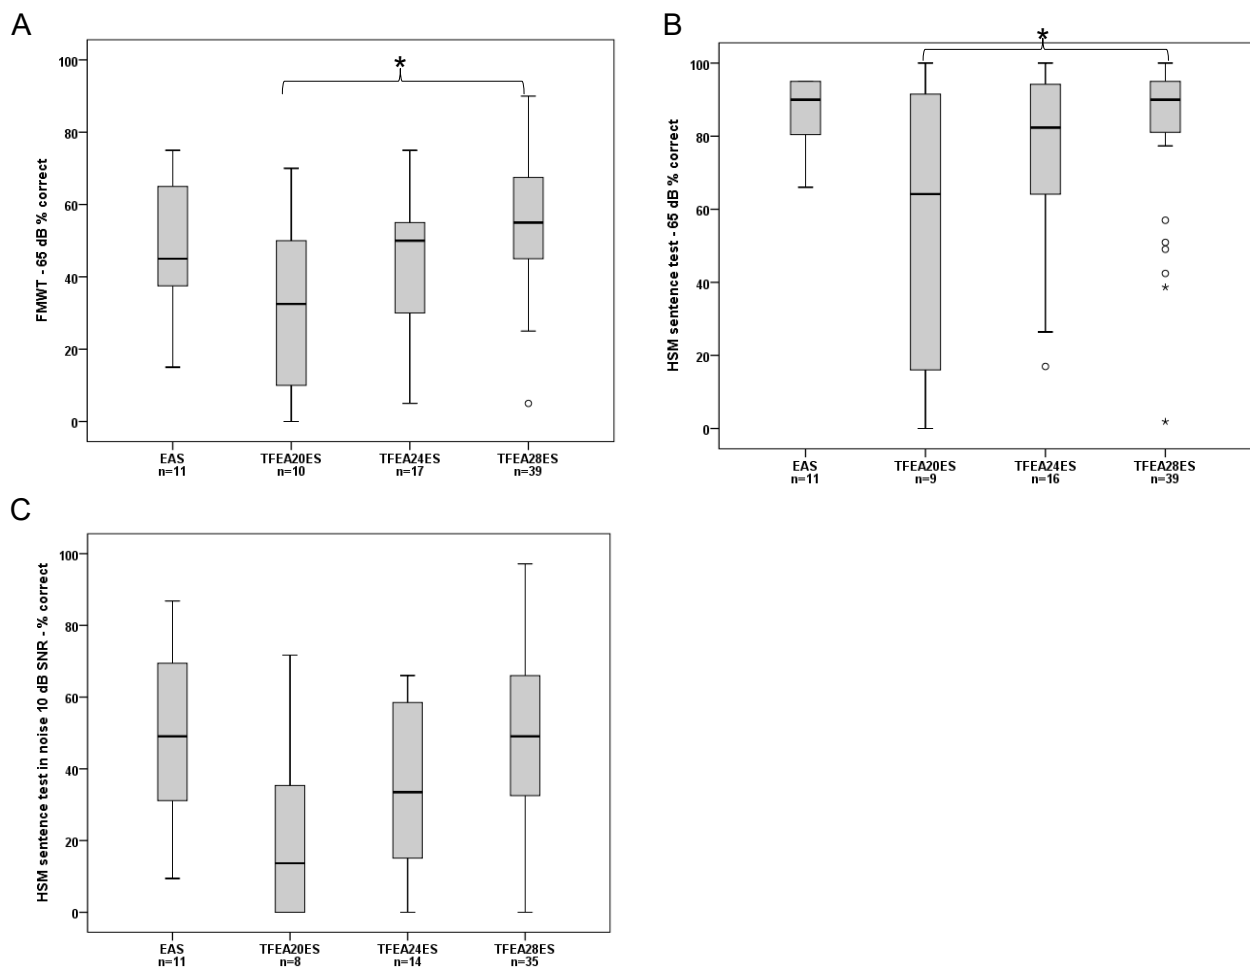 A
*
FMWT - 65 dB % correct
100
80
60
40
20
0
EAS
n=11
TFEA20ES
n=10
TFEA24ES
n=17
TFEA28ES
n=39
B
*
HSM sentence test - 65 dB % correct
100
80
60
40
20
0
EAS
n=11
TFEA20ES
n=9
TFEA24ES
n=16
TFEA28ES
n=39
C
HSM sentence test in noise 10 dB SNR - % correct
100
80
60
40
20
0
EAS
n=11
TFEA20ES
n=8
TFEA24ES
n=14
TFEA28ES
n=35